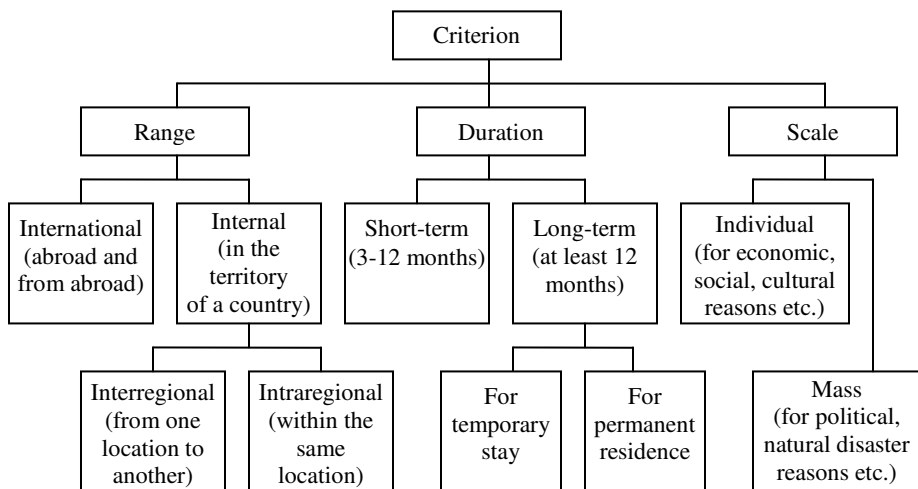 Criterion
Range
Duration
Scale
International
(abroad and
from abroad)
Internal
(in the
territory
of a country)
Short-term
(3-12 months)
Long-term
(at least 12
months)
Individual
(for economic,
social, cultural
reasons etc.)
Interregional
(from one
location to
another)
Intraregional
(within the
same
location)
For
temporary
stay
For
permanent
residence
Mass
(for political,
natural disaster
reasons etc.)